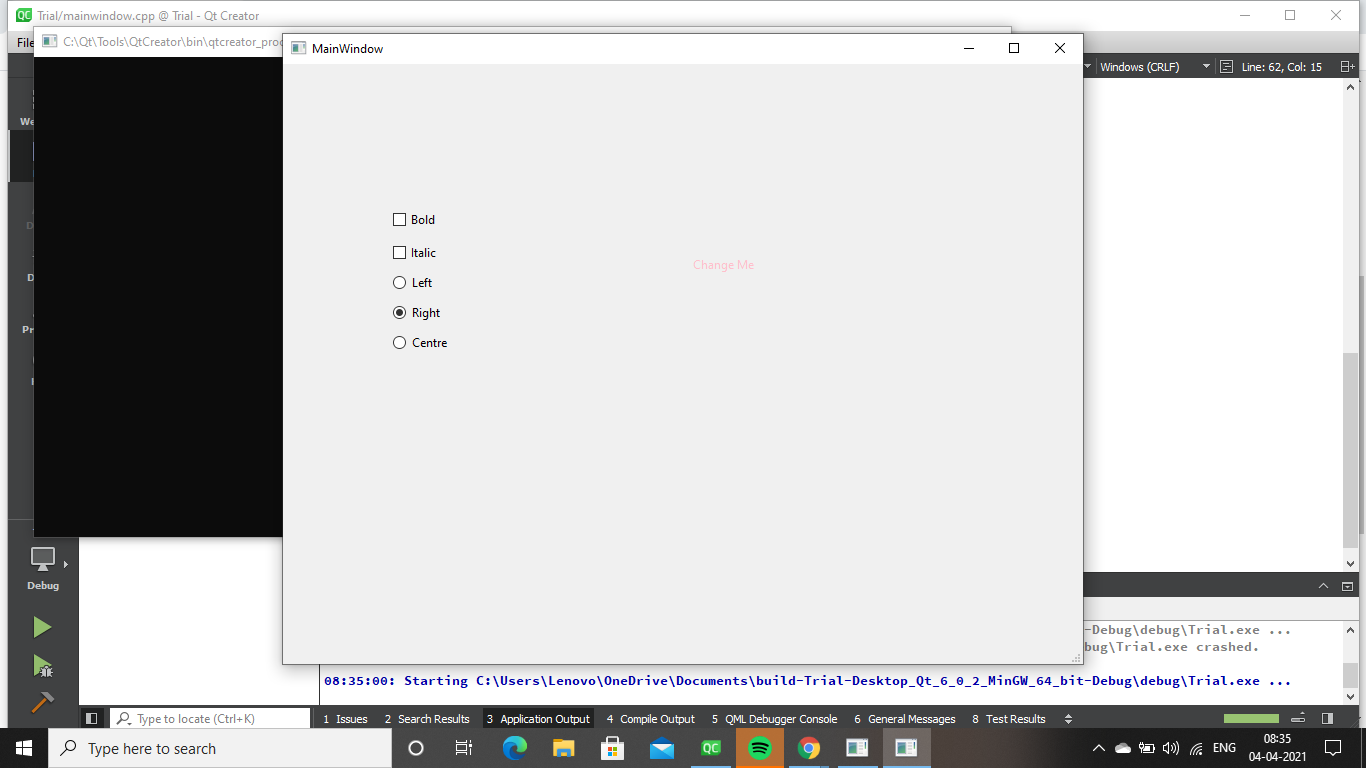 Trial/mainwindow.cpp @ Trial - Qt Creator
File
C:\Qt\Tools\QtCreator\bin\qtcreator_proc
MainWindow
Windows (CRLF)
Line: 62, Col: 15
We
D
D
Pr
Bold
Italic
Left
Right
Centre
Change Me
Debug
-Debug\debug\Trial.exe ...
bug\Trial.exe crashed.
08:35:00: Starting C:\Users\Lenovo\OneDrive\Documents\build-Trial-Desktop_Qt_6_0_2_MinGW_64_bit-Debug\debug\Trial.exe ...
Type to locate (Ctrl+K)
1 Issues
2 Search Results
3 Application Output
4 Compile Output
5 QML Debugger Console
6 General Messages
8 Test Results
Type here to search
QC
ENG
08:35
04-04-2021